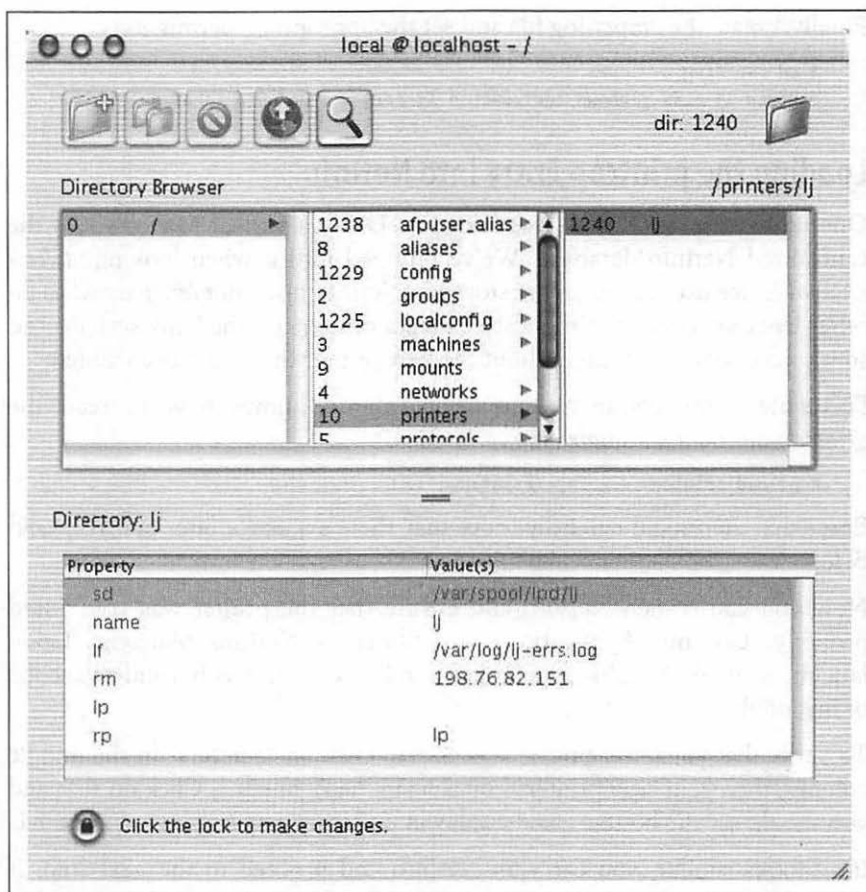 local @ localhost – /
dir: 1240
Directory Browser
/printers/lj
0 /
1238 afpuser_alias
8 aliases
1229 config
2 groups
1225 localconfig
3 machines
9 mounts
4 networks
10 printers
5 protocols
1240 lj
Directory: lj
Property Value(s)
sd /var/spool/lpd/lj
name lj
lf /var/log/lj-errs.log
rm 198.76.82.151
lp
rp lp
Click the lock to make changes.